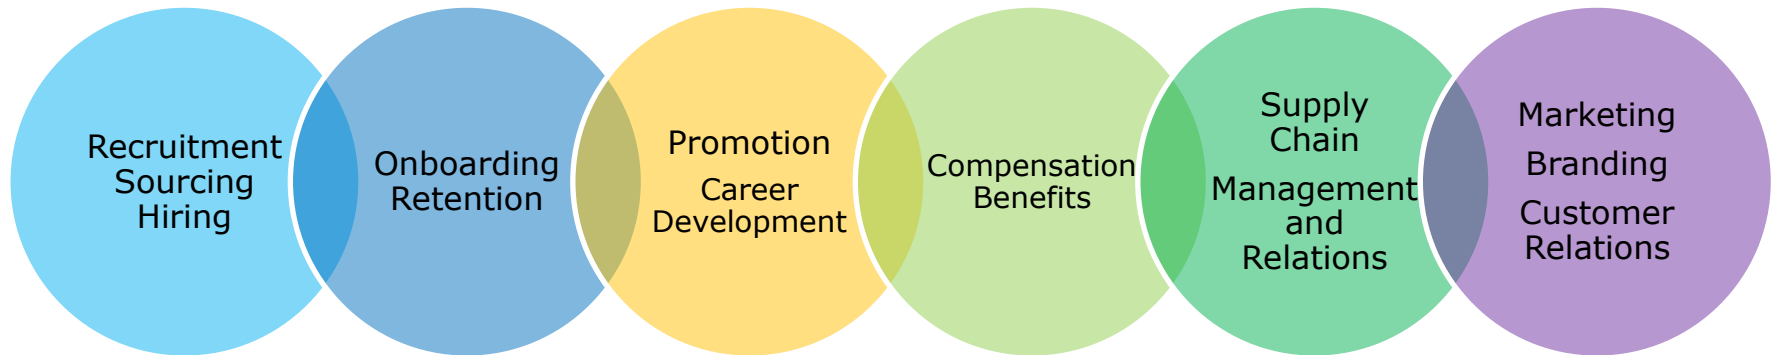 Recruitment
Sourcing
Hiring
Onboarding
Retention
Promotion
Career
Development
Compensation
Benefits
Supply
Chain
Management
and
Relations
Marketing
Branding
Customer
Relations